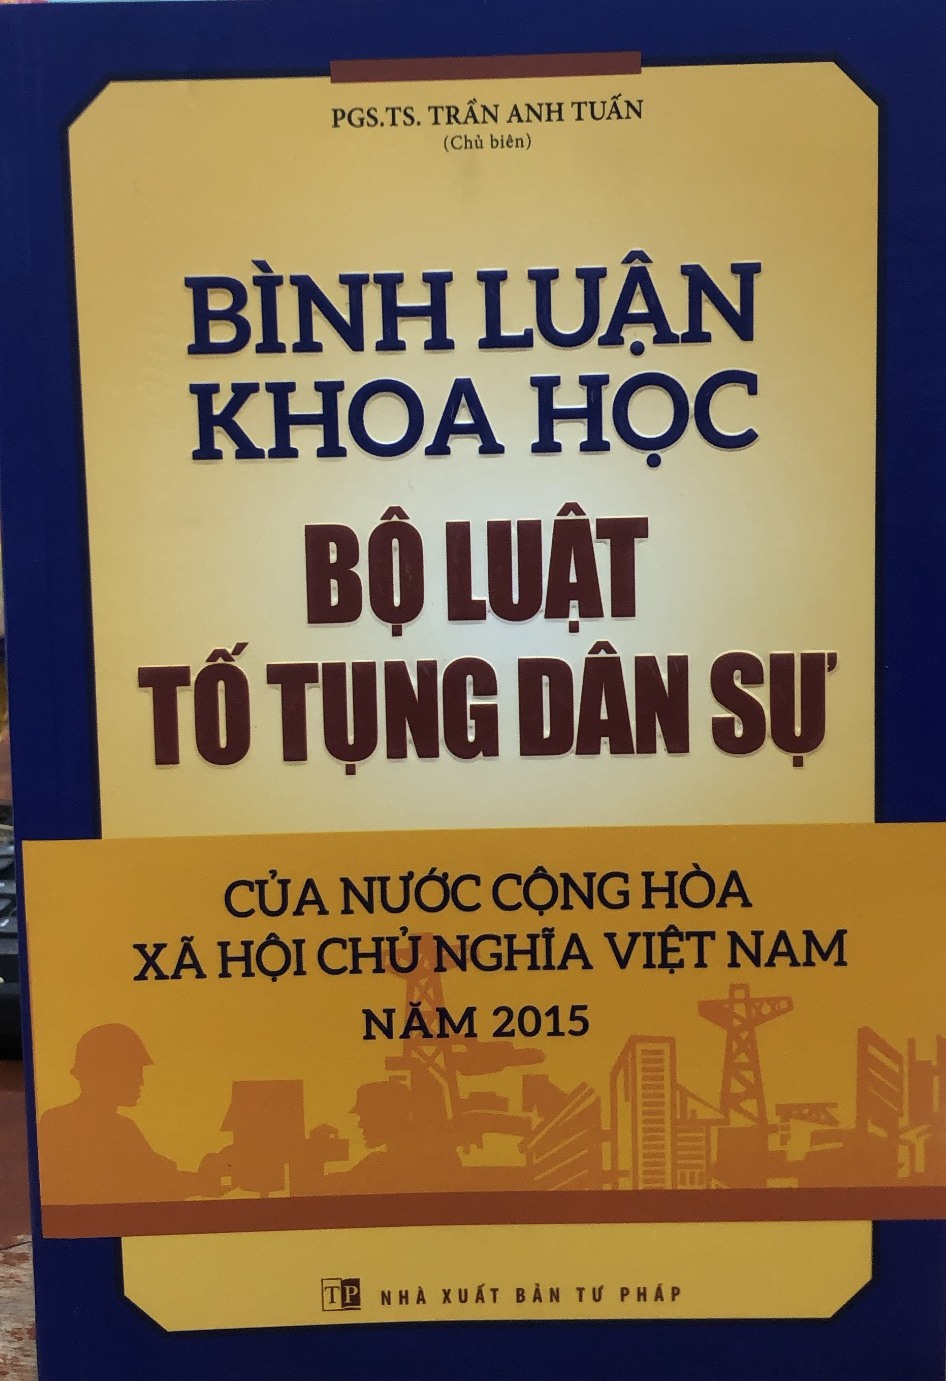 PGS.TS. TRẦN ANH TUẤN
(Chủ biên)
BÌNH LUẬN
KHOA HỌC
BỘ LUẬT
TỐ TỤNG DÂN SỰ
CỦA NƯỚC CỘNG HÒA
XÃ HỘI CHỦ NGHĨA VIỆT NAM
NĂM 2015
TP NHÀ XUẤT BẢN TƯ PHÁP